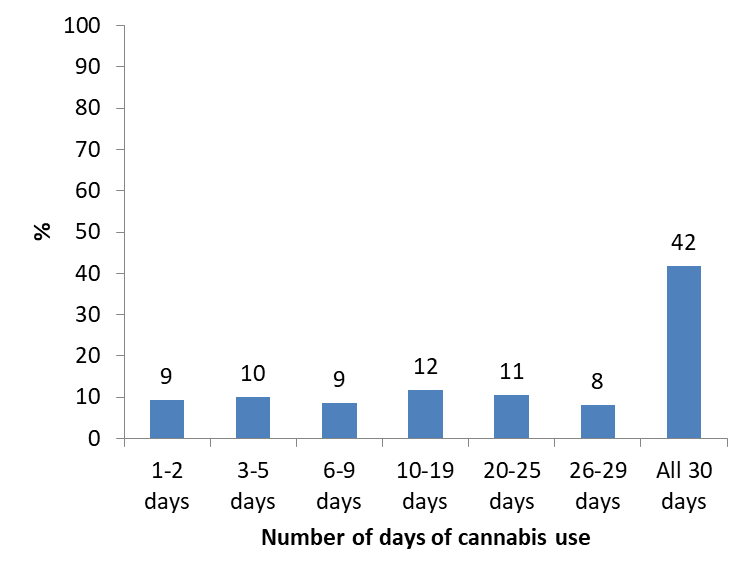 100
90
80
70
60
50
40
30
20
10
0
%
9
10
9
12
11
8
42
1-2 days
3-5 days
6-9 days
10-19 days
20-25 days
26-29 days
All 30 days
Number of days of cannabis use